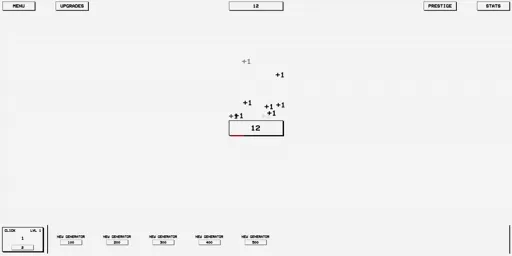 MENU
UPGRADES
12
PRESTIGE
STATS
+1
+1
+1
+1
+1
+1
+1
12
CLICK
LVL 1
1
NEW GENERATOR
NEW GENERATOR
NEW GENERATOR
NEW GENERATOR
NEW GENERATOR
100
200
300
400
500